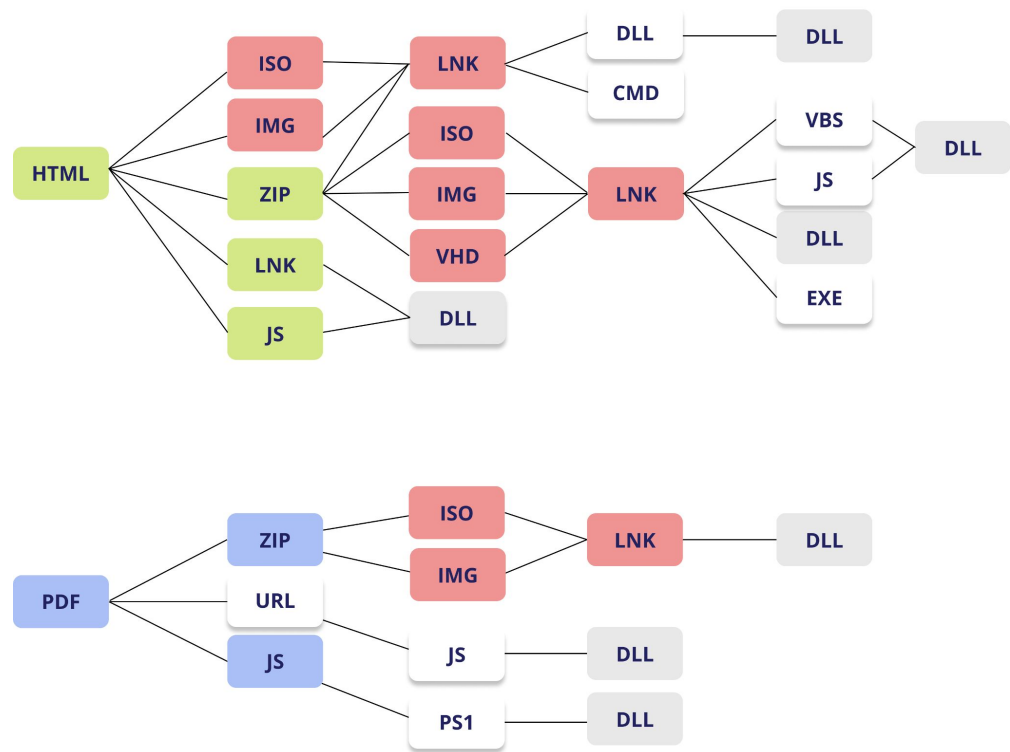 HTML
ISO
IMG
ZIP
LNK
JS
LNK
ISO
IMG
VHD
DLL
DLL
CMD
LNK
DLL
VBS
JS
DLL
EXE
DLL
PDF
ZIP
URL
JS
ISO
IMG
JS
PS1
LNK
DLL
DLL
DLL